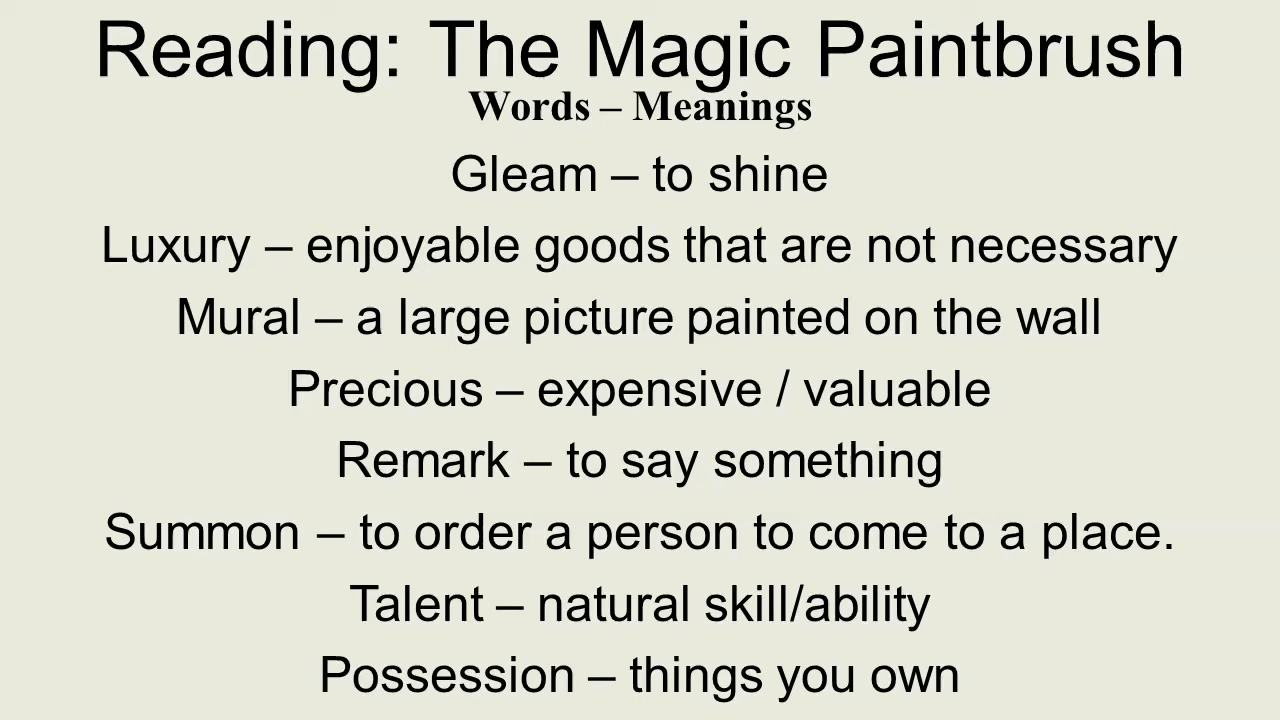 Reading: The Magic Paintbrush
Words – Meanings
Gleam – to shine
Luxury – enjoyable goods that are not necessary
Mural – a large picture painted on the wall
Precious – expensive / valuable
Remark – to say something
Summon – to order a person to come to a place.
Talent – natural skill/ability
Possession – things you own